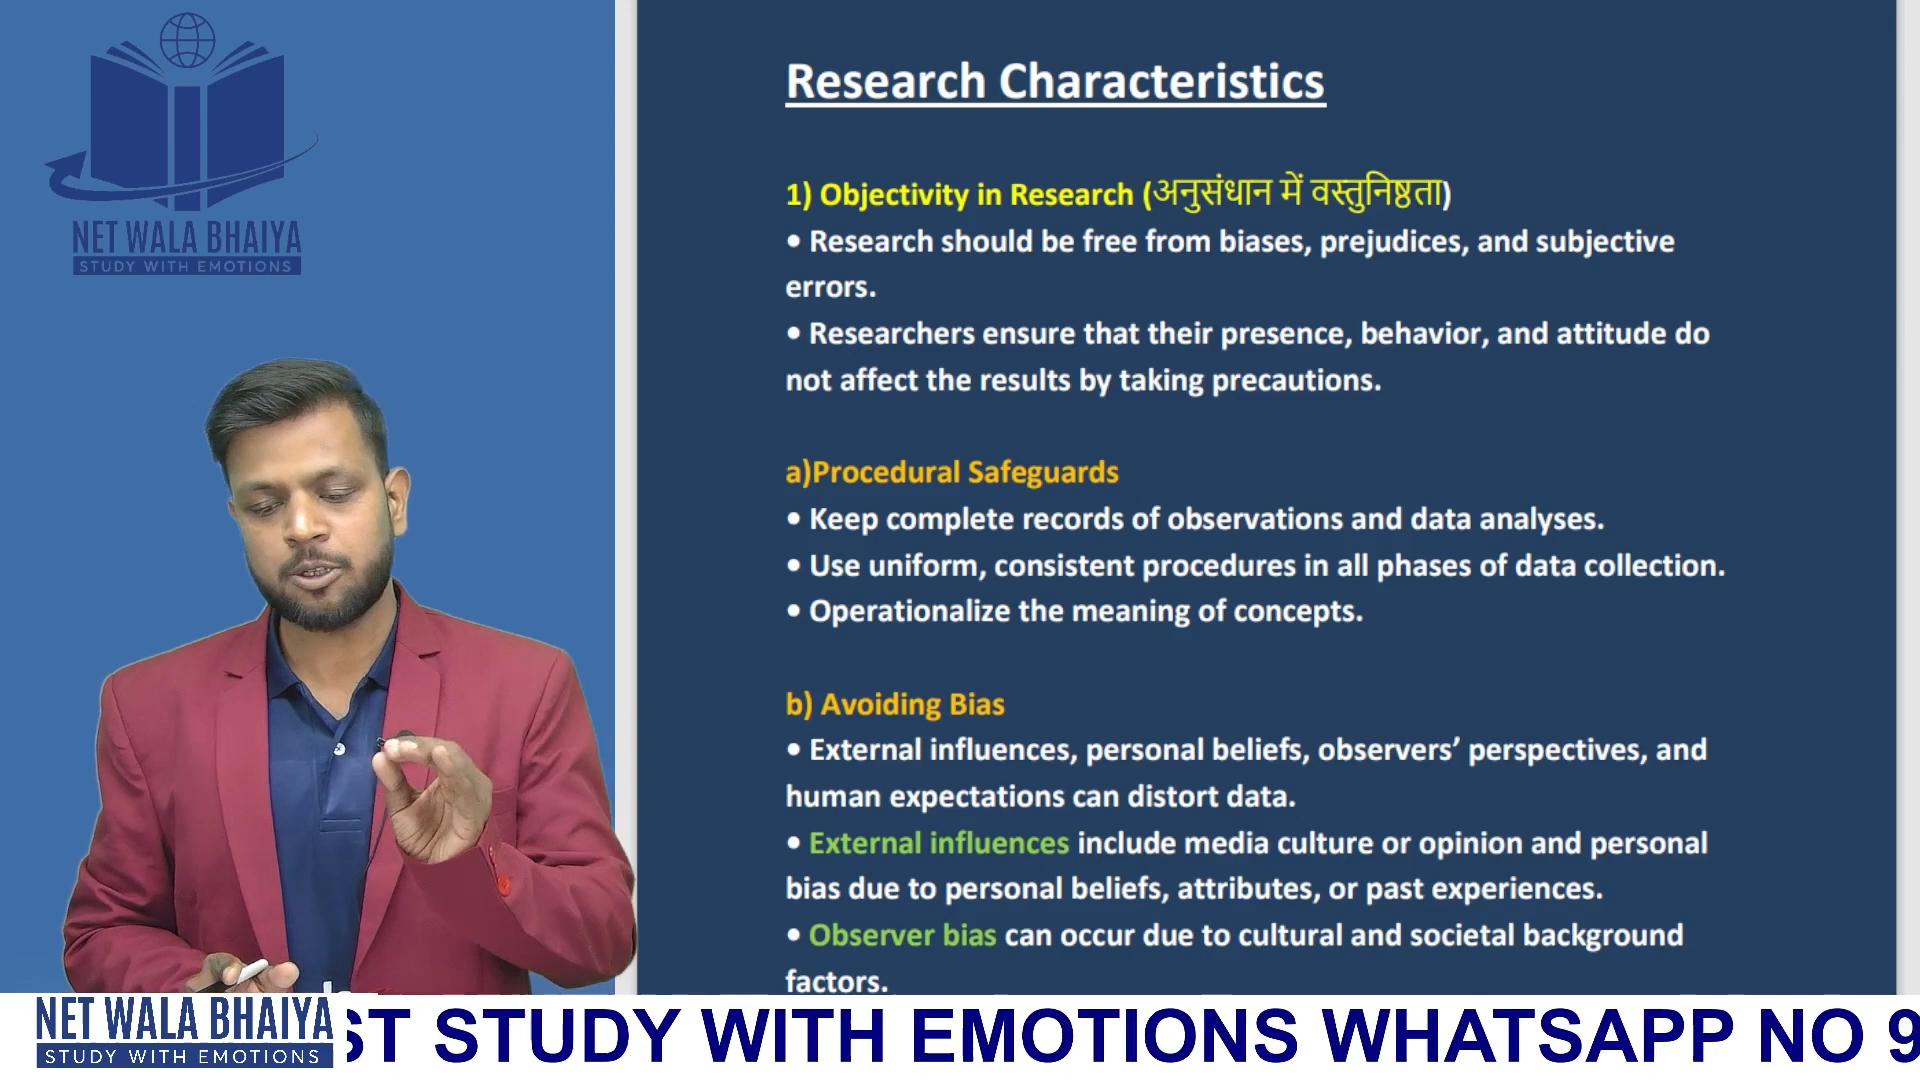 NET WALA BHAIYA
STUDY WITH EMOTIONS
Research Characteristics
1) Objectivity in Research (अनुसंधान में वस्तुनिष्ठता)
• Research should be free from biases, prejudices, and subjective
errors.
• Researchers ensure that their presence, behavior, and attitude do
not affect the results by taking precautions.
a)Procedural Safeguards
• Keep complete records of observations and data analyses.
• Use uniform, consistent procedures in all phases of data collection.
• Operationalize the meaning of concepts.
b) Avoiding Bias
• External influences, personal beliefs, observers’ perspectives, and
human expectations can distort data.
• External influences include media culture or opinion and personal
bias due to personal beliefs, attributes, or past experiences.
• Observer bias can occur due to cultural and societal background
factors.
NET WALA BHAIYA
STUDY WITH EMOTIONS
ST STUDY WITH EMOTIONS WHATSAPP NO 9